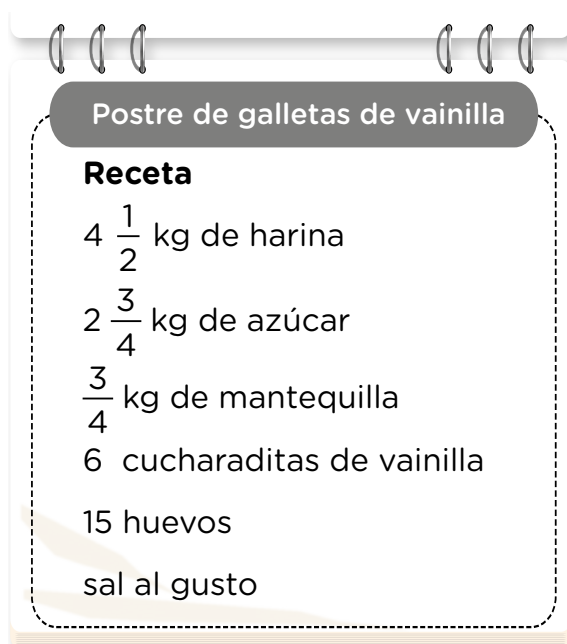 Postre de galletas de vainilla
Receta
4 1/2 kg de harina
2 3/4 kg de azúcar
3/4 kg de mantequilla
6 cucharaditas de vainilla
15 huevos
sal al gusto